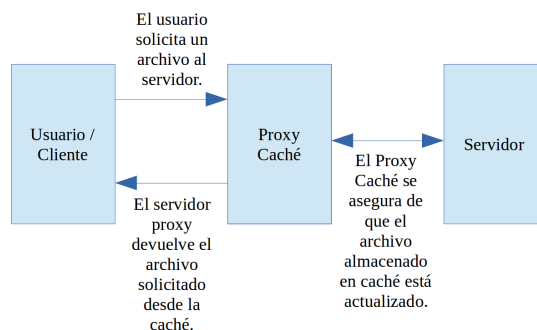 El usuario
solicita un
archivo al
servidor.
Usuario /
Cliente
Proxy
Caché
Servidor
El servidor
proxy
devuelve el
archivo
solicitado
desde la
caché.
El Proxy
Caché se
asegura de
que el
archivo
almacenado
en caché está
actualizado.